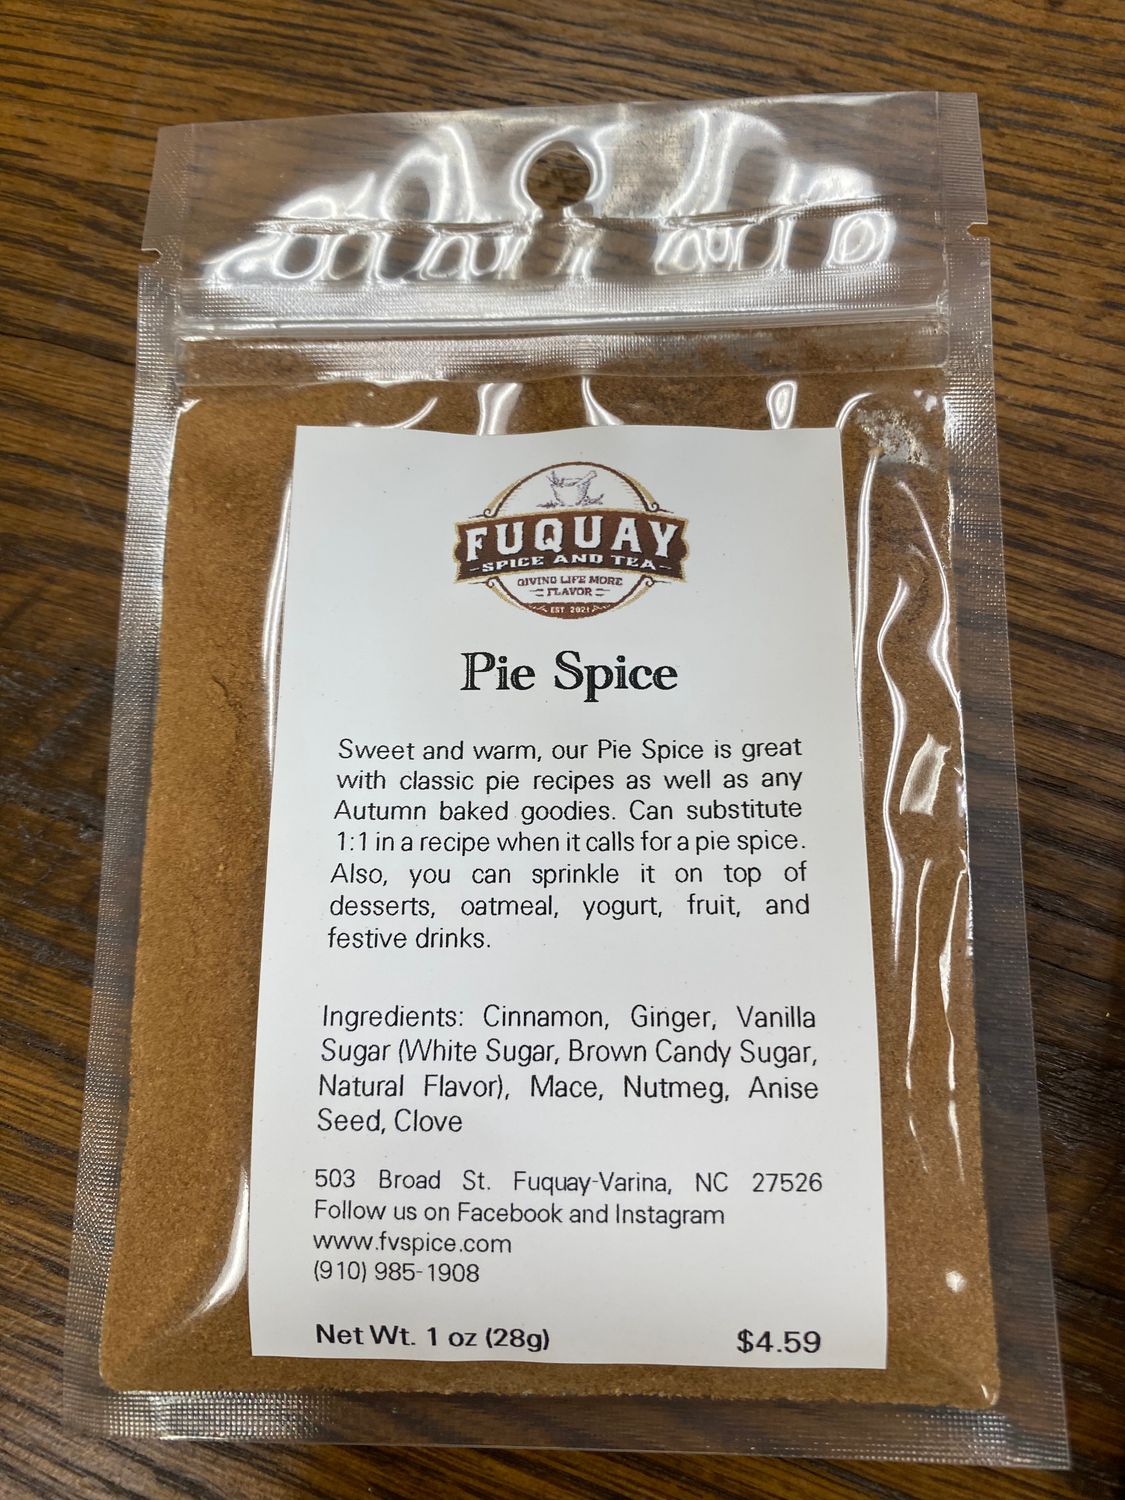 FUQUAY
-SPICE AND TEA-
GIVING LIFE MORE
FLAVOR
EST 2021
Pie Spice
Sweet and warm, our Pie Spice is great
with classic pie recipes as well as any
Autumn baked goodies. Can substitute
1:1 in a recipe when it calls for a pie spice.
Also, you can sprinkle it on top of
desserts, oatmeal, yogurt, fruit, and
festive drinks.
Ingredients: Cinnamon, Ginger, Vanilla
Sugar (White Sugar, Brown Candy Sugar,
Natural Flavor), Mace, Nutmeg, Anise
Seed, Clove
503 Broad St. Fuquay-Varina, NC 27526
Follow us on Facebook and Instagram
www.fvspice.com
(910) 985-1908
Net Wt. 1 oz (28g) $4.59